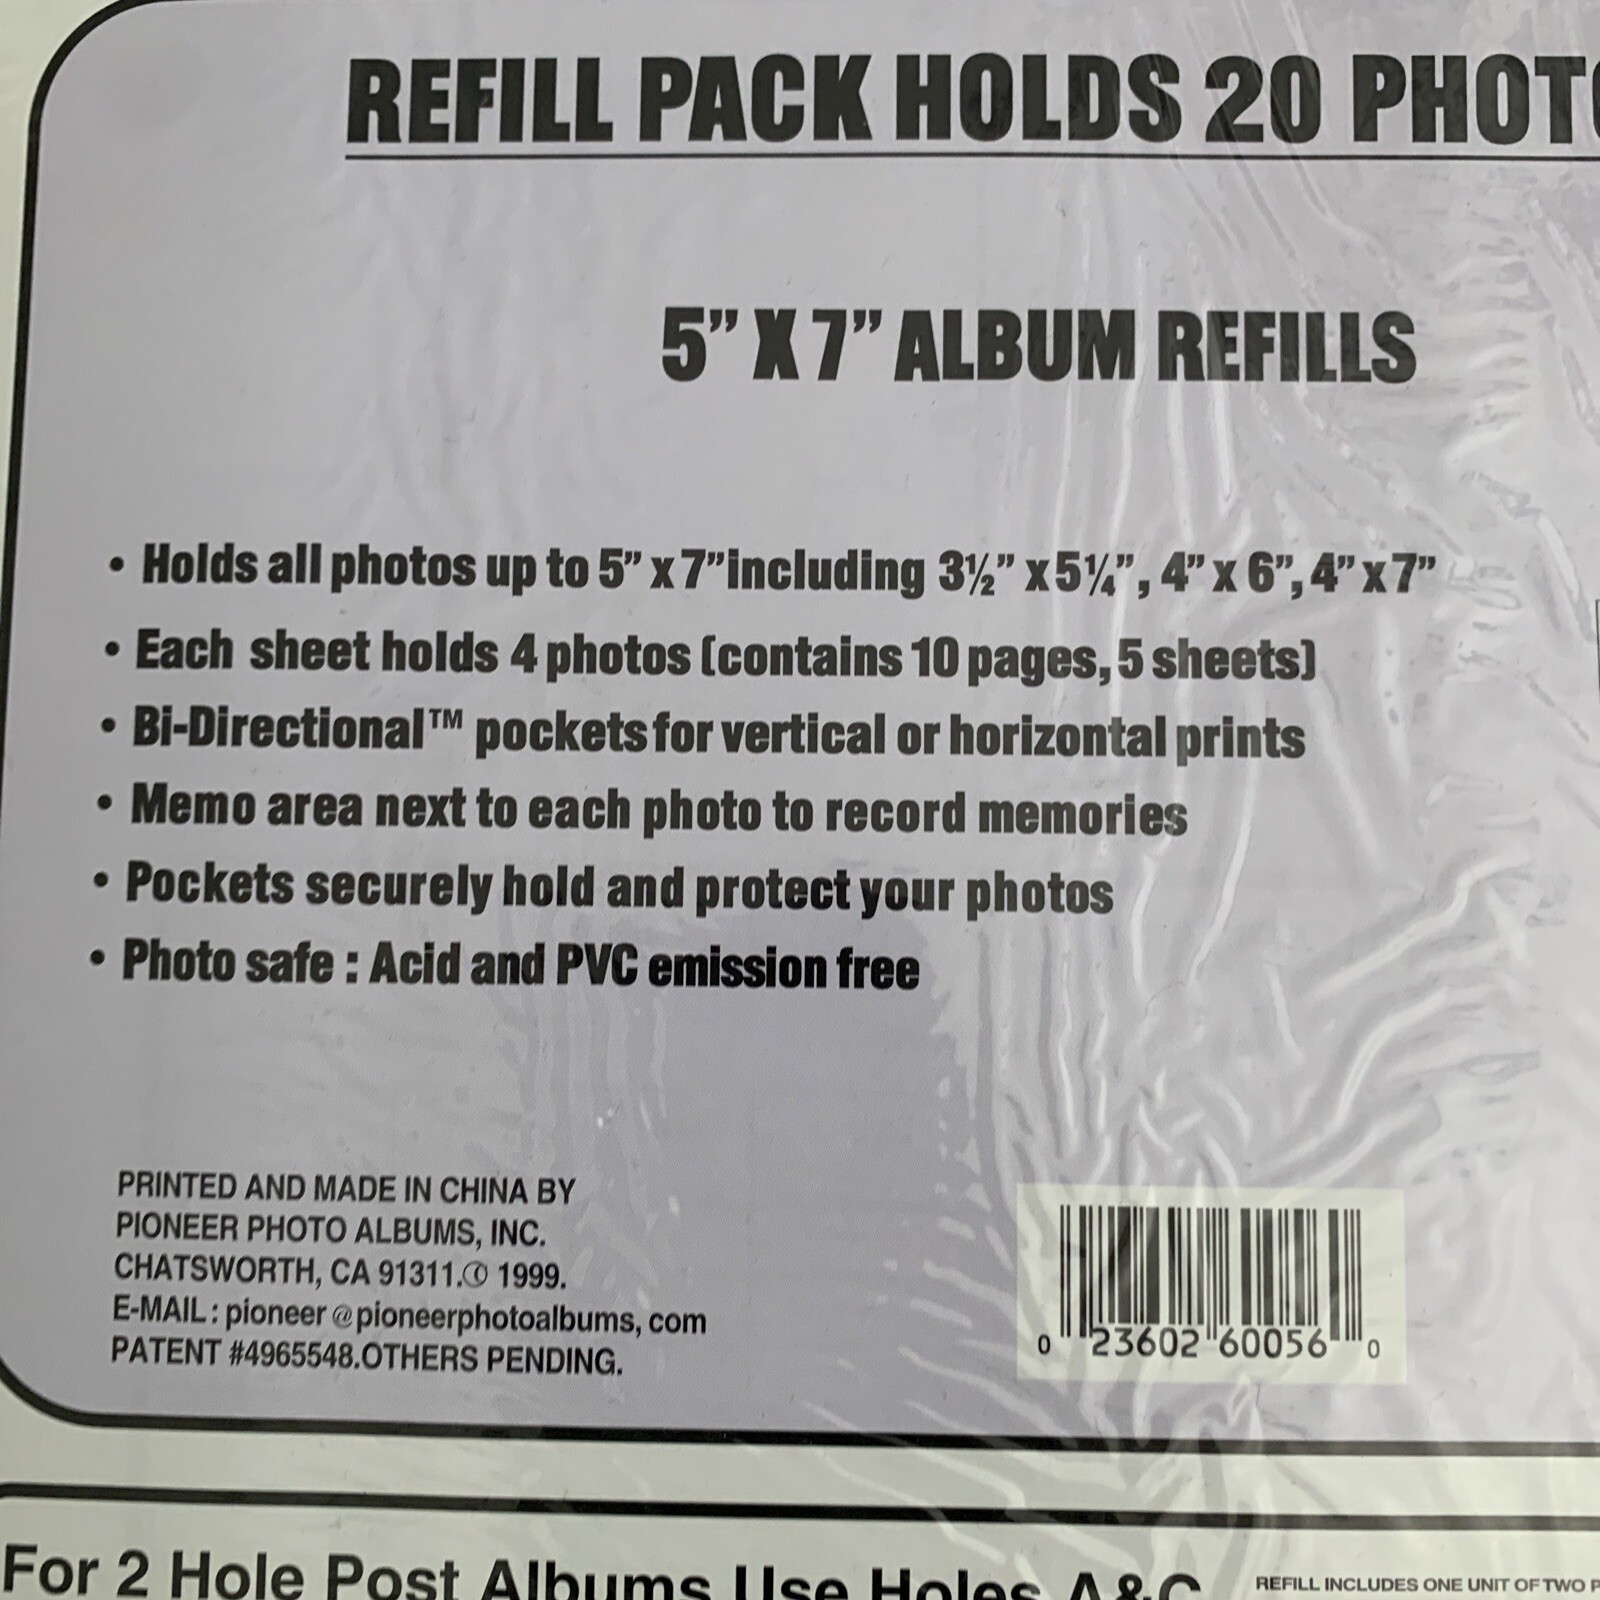 REFILL PACK HOLDS 20
5” X 7” ALBUM REFILLS
• Holds all photos up to 5” x 7”including 3½” x 5¼”, 4” x 6”, 4” x 7”
• Each sheet holds 4 photos (contains 10 pages, 5 sheets)
• Bi-Directional™ pockets for vertical or horizontal prints
• Memo area next to each photo to record memories
• Pockets securely hold and protect your photos
• Photo safe : Acid and PVC emission free
PRINTED AND MADE IN CHINA BY
PIONEER PHOTO ALBUMS, INC.
CHATSWORTH, CA 91311.© 1999.
E-MAIL : pioneer @pioneerphotoalbums, com
PATENT #4965548.OTHERS PENDING.
0 23602 60056 0
For 2 Hole Post Albums Use Holes A&C
REFILL INCLUDES ONE UNIT OF TWO